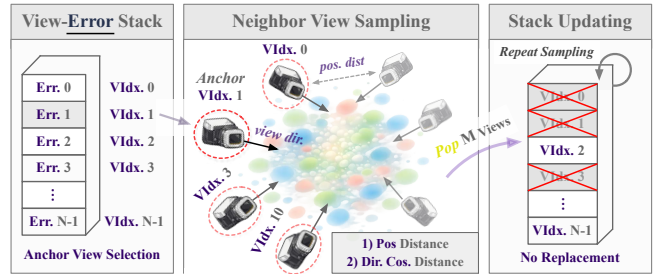 View-Error Stack
Err. 0 VIdx. 0
Err. 1 VIdx. 1
Err. 2 VIdx. 2
Err. 3 VIdx. 3
⋮
Err. N-1 VIdx. N-1
Anchor View Selection
Neighbor View Sampling
VIdx. 0
pos. dist
Anchor
VIdx. 1
view dir.
VIdx. 3
VIdx. 10
1) Pos Distance
2) Dir. Cos. Distance
Pop M Views
Stack Updating
Repeat Sampling
VIdx. 0
VIdx. 1
VIdx. 2
VIdx. 3
⋮
VIdx. N-1
No Replacement